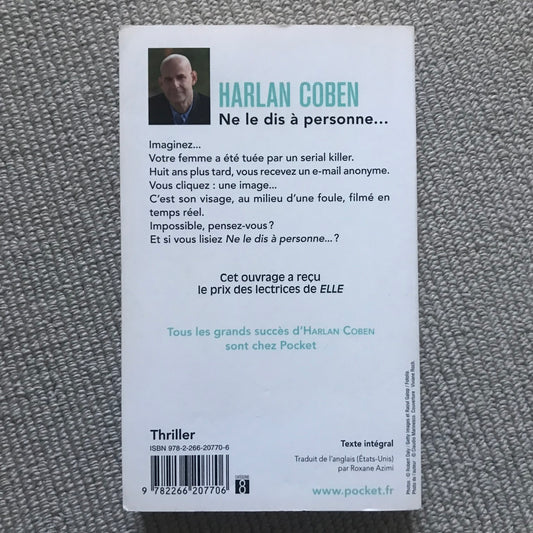 HARLAN COBEN
Ne le dis à personne...
Imaginez...
Votre femme a été tuée par un serial killer.
Huit ans plus tard, vous recevez un e-mail anonyme.
Vous cliquez : une image...
C'est son visage, au milieu d'une foule, filmé en
temps réel.
Impossible, pensez-vous ?
Et si vous lisiez Ne le dis à personne... ?
Cet ouvrage a reçu
le prix des lectrices de ELLE
Tous les grands succès d'HARLAN COBEN
sont chez Pocket
Thriller
ISBN 978-2-266-20770-6
9 782266 207706
CATÉGORIE
8
Texte intégral
Traduit de l'anglais (États-Unis)
par Roxane Azimi
www.pocket.fr